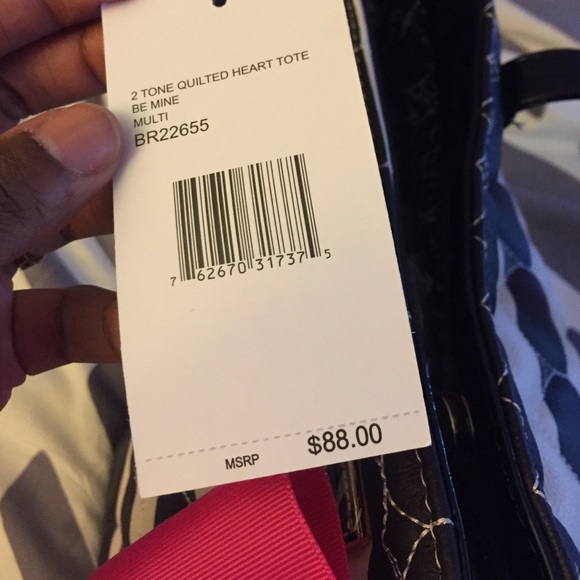 2 TONE QUILTED HEART TOTE
BE MINE
MULTI
BR22655
7 62670 31737 5
MSRP $88.00